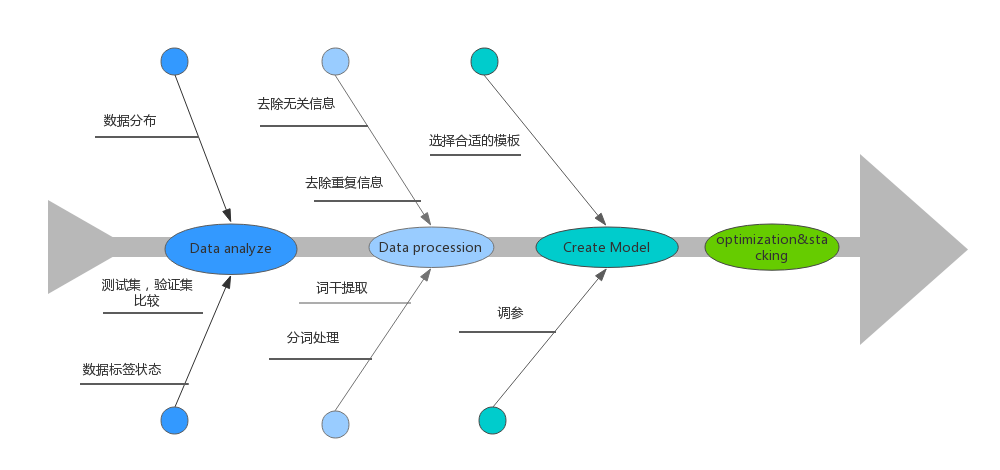 数据分布
去除无关信息
选择合适的模板
去除重复信息
Data analyze
Data procession
Create Model
optimization&sta
cking
测试集，验证集
比较
词干提取
调参
分词处理
数据标签状态